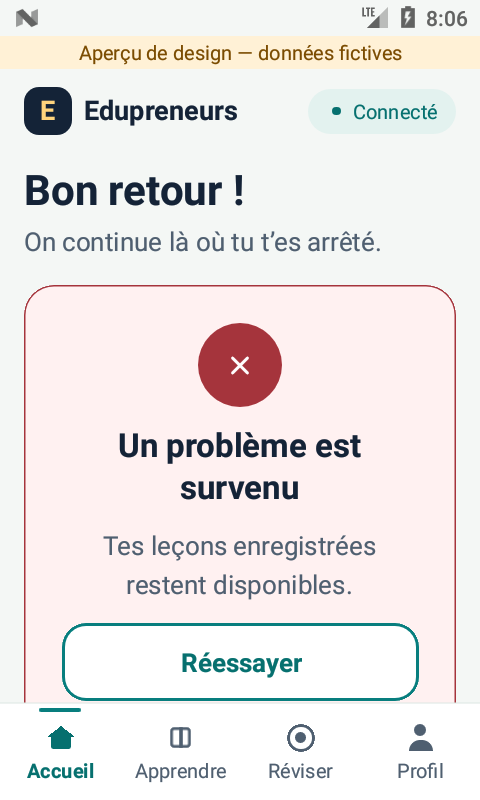 LTE 8:06
Aperçu de design — données fictives
E Edupreneurs
Connecté
Bon retour !
On continue là où tu t’es arrêté.
Un problème est
survenu
Tes leçons enregistrées
restent disponibles.
Réessayer
Accueil Apprendre Réviser Profil